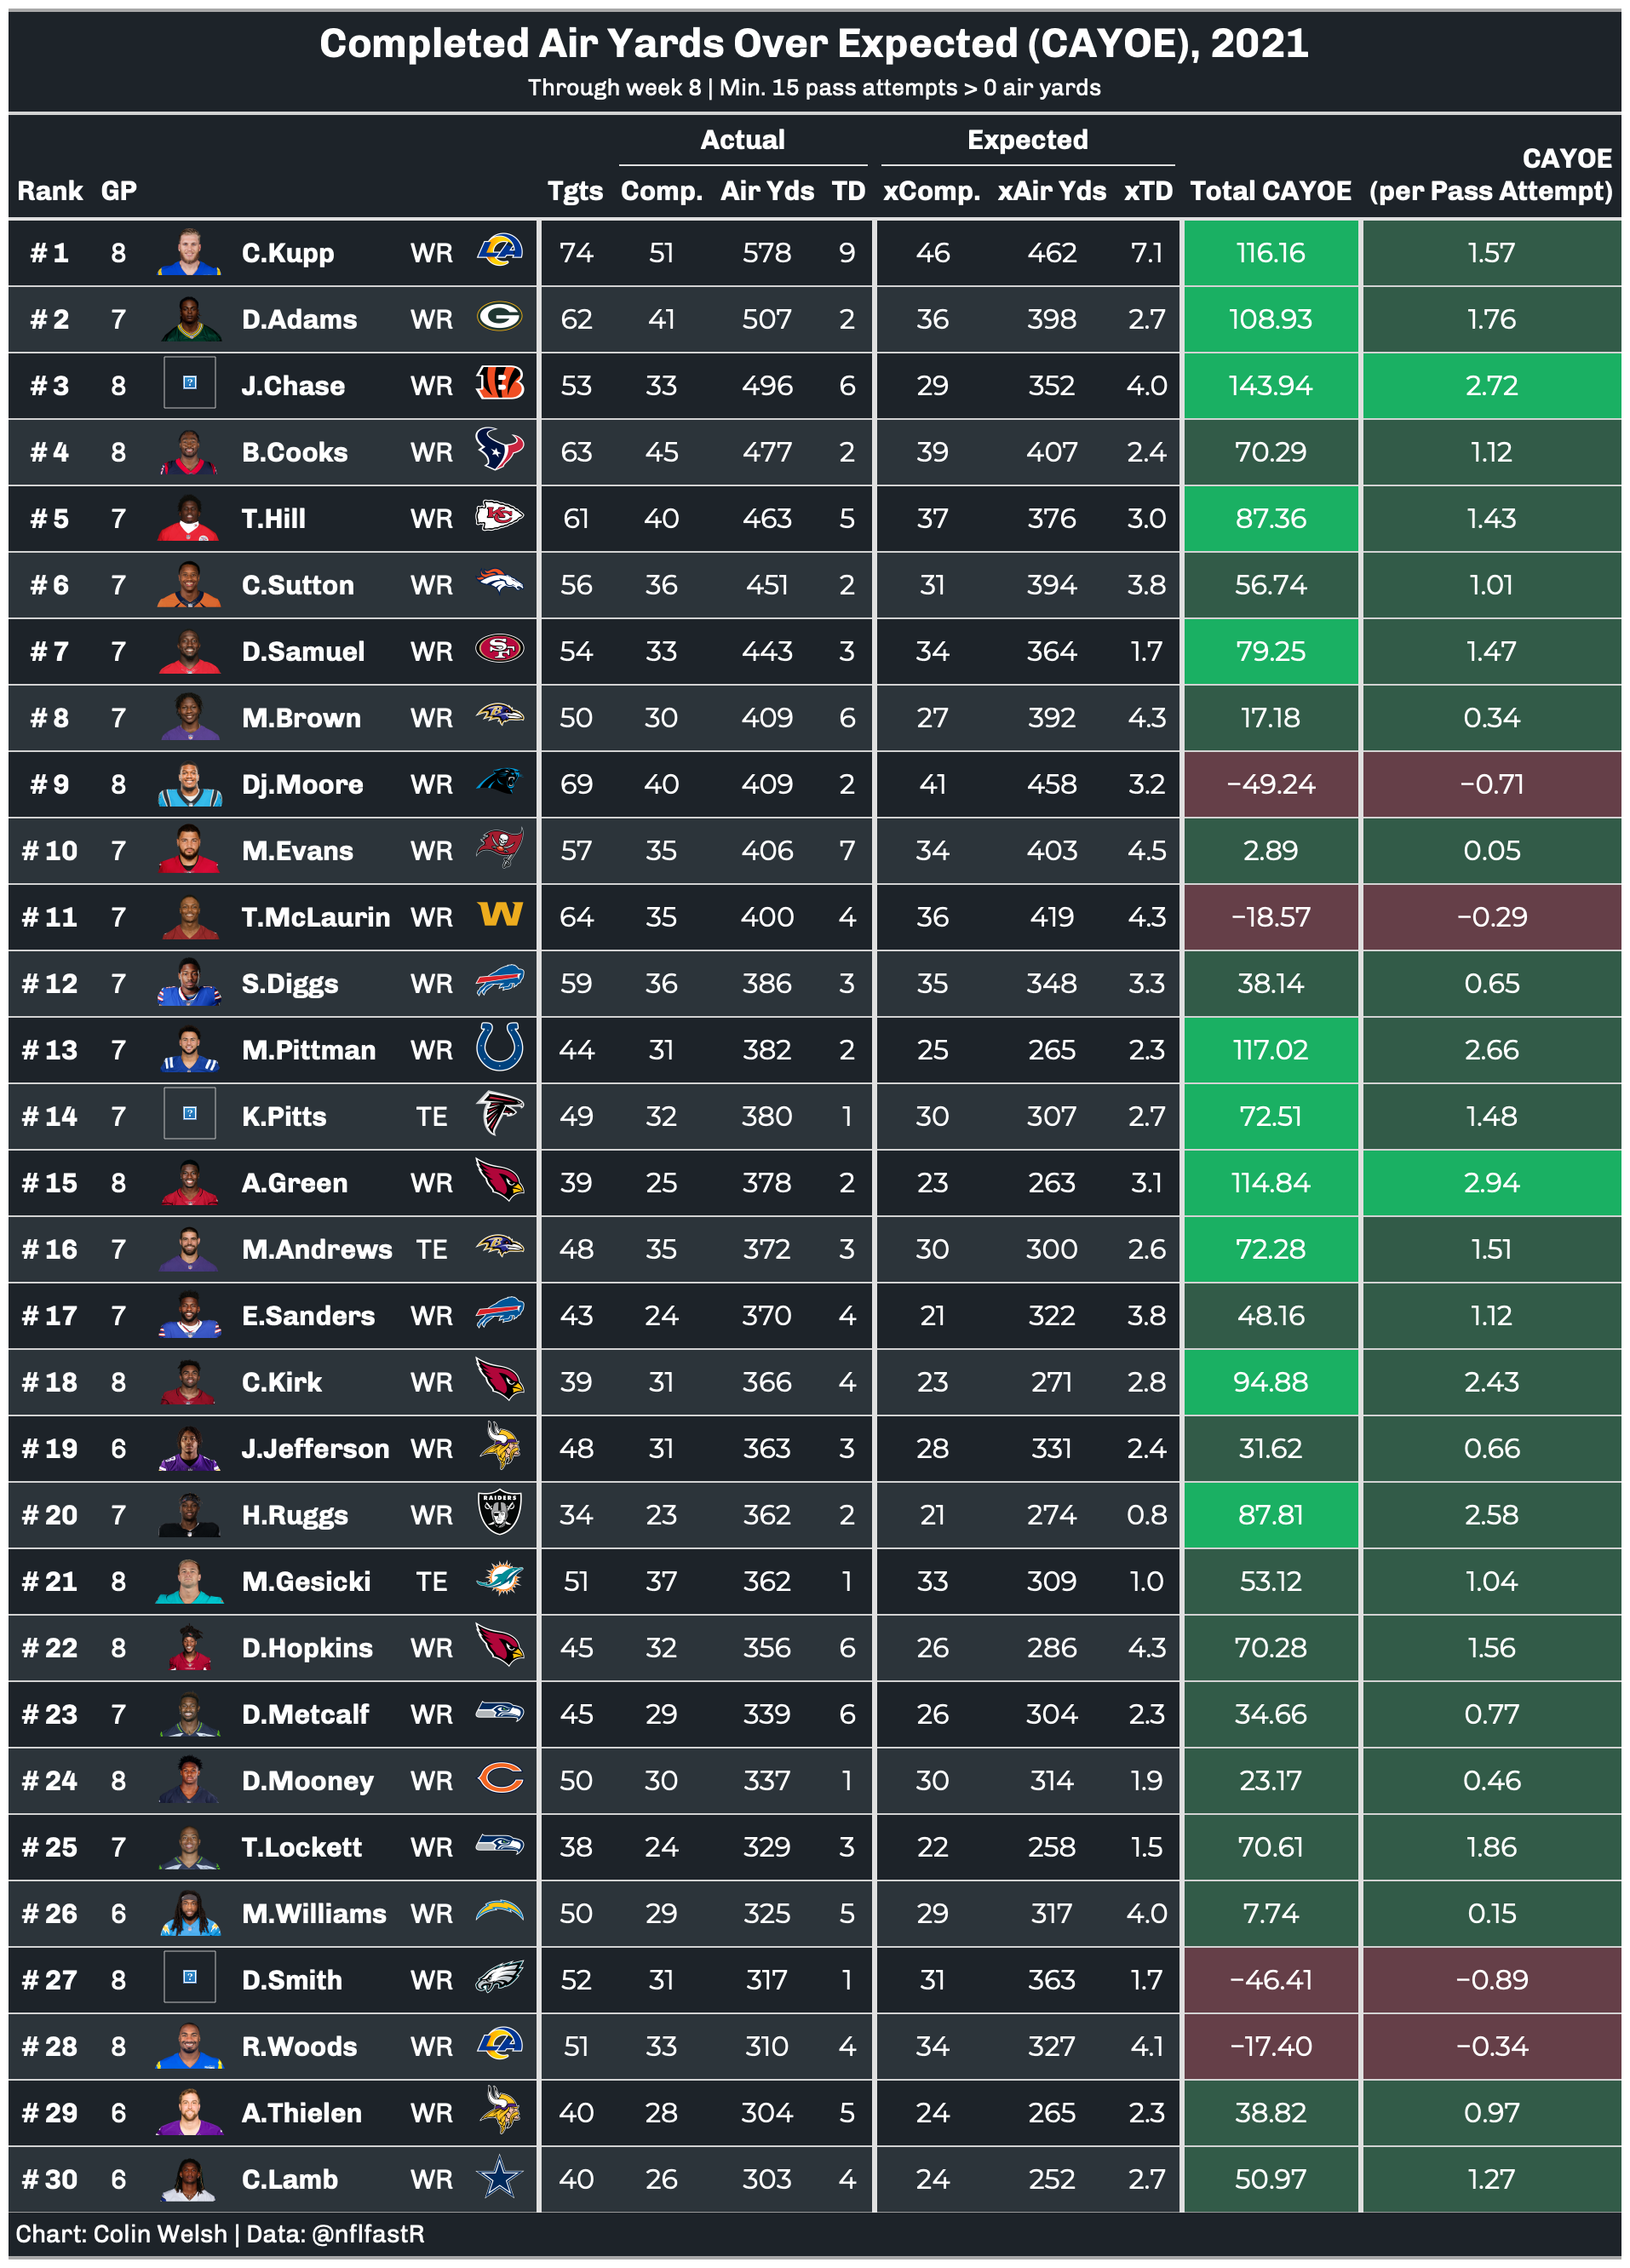 Completed Air Yards Over Expected (CAYOE), 2021
Through week 8 | Min. 15 pass attempts > 0 air yards
Actual Expected
CAYOE
Rank GP Tgts Comp. Air Yds TD xComp. xAir Yds xTD Total CAYOE (per Pass Attempt)
# 1 8 C.Kupp WR LA 74 51 578 9 46 462 7.1 116.16 1.57
# 2 7 D.Adams WR G 62 41 507 2 36 398 2.7 108.93 1.76
# 3 8 J.Chase WR B 53 33 496 6 29 352 4.0 143.94 2.72
# 4 8 B.Cooks WR 63 45 477 2 39 407 2.4 70.29 1.12
# 5 7 T.Hill WR KC 61 40 463 5 37 376 3.0 87.36 1.43
# 6 7 C.Sutton WR 56 36 451 2 31 394 3.8 56.74 1.01
# 7 7 D.Samuel WR SF 54 33 443 3 34 364 1.7 79.25 1.47
# 8 7 M.Brown WR B 50 30 409 6 27 392 4.3 17.18 0.34
# 9 8 Dj.Moore WR 69 40 409 2 41 458 3.2 −49.24 −0.71
# 10 7 M.Evans WR 57 35 406 7 34 403 4.5 2.89 0.05
# 11 7 T.McLaurin WR W 64 35 400 4 36 419 4.3 −18.57 −0.29
# 12 7 S.Diggs WR 59 36 386 3 35 348 3.3 38.14 0.65
# 13 7 M.Pittman WR 44 31 382 2 25 265 2.3 117.02 2.66
# 14 7 K.Pitts TE 49 32 380 1 30 307 2.7 72.51 1.48
# 15 8 A.Green WR 39 25 378 2 23 263 3.1 114.84 2.94
# 16 7 M.Andrews TE B 48 35 372 3 30 300 2.6 72.28 1.51
# 17 7 E.Sanders WR 43 24 370 4 21 322 3.8 48.16 1.12
# 18 8 C.Kirk WR 39 31 366 4 23 271 2.8 94.88 2.43
# 19 6 J.Jefferson WR 48 31 363 3 28 331 2.4 31.62 0.66
# 20 7 H.Ruggs WR RAIDERS 34 23 362 2 21 274 0.8 87.81 2.58
# 21 8 M.Gesicki TE 51 37 362 1 33 309 1.0 53.12 1.04
# 22 8 D.Hopkins WR 45 32 356 6 26 286 4.3 70.28 1.56
# 23 7 D.Metcalf WR 45 29 339 6 26 304 2.3 34.66 0.77
# 24 8 D.Mooney WR C 50 30 337 1 30 314 1.9 23.17 0.46
# 25 7 T.Lockett WR 38 24 329 3 22 258 1.5 70.61 1.86
# 26 6 M.Williams WR 50 29 325 5 29 317 4.0 7.74 0.15
# 27 8 D.Smith WR 52 31 317 1 31 363 1.7 −46.41 −0.89
# 28 8 R.Woods WR LA 51 33 310 4 34 327 4.1 −17.40 −0.34
# 29 6 A.Thielen WR 40 28 304 5 24 265 2.3 38.82 0.97
# 30 6 C.Lamb WR 40 26 303 4 24 252 2.7 50.97 1.27
Chart: Colin Welsh | Data: @nflfastR